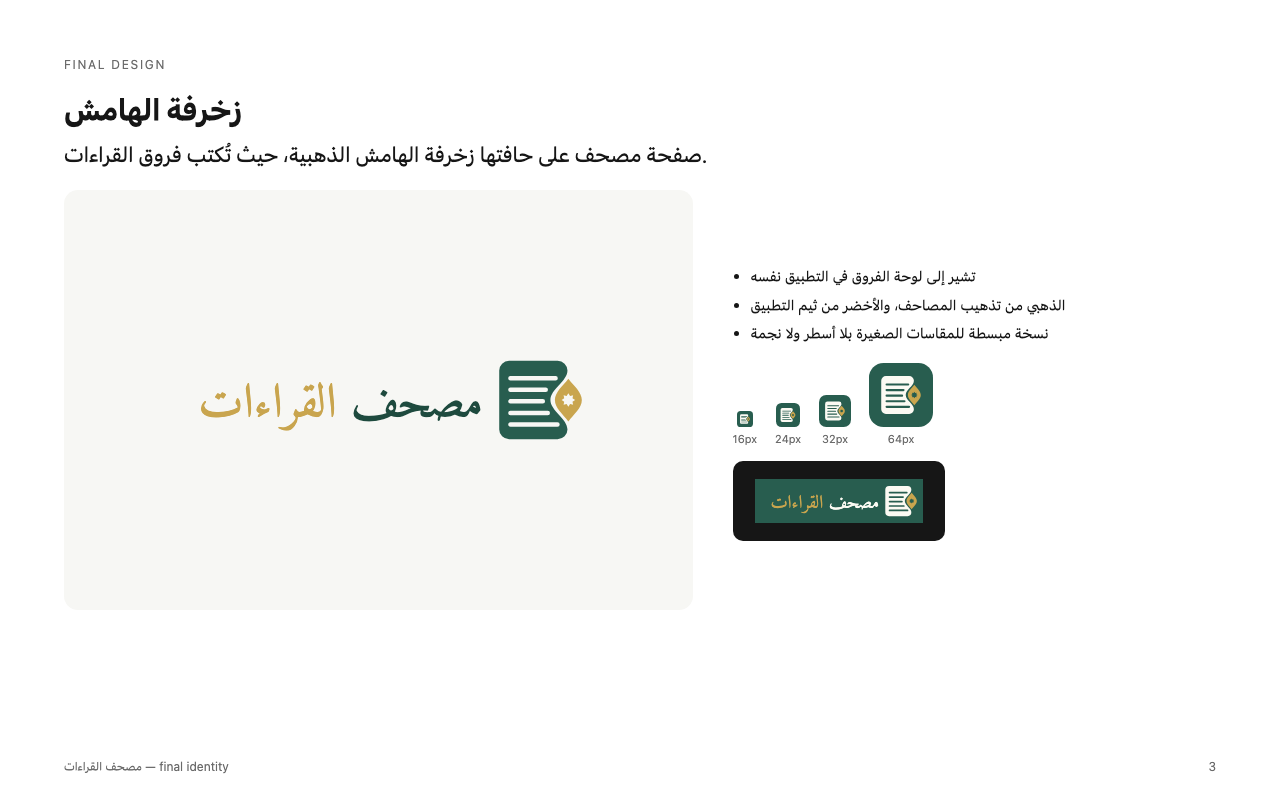 FINAL DESIGN
زخرفة الهامش
صفحة مصحف على حافتها زخرفة الهامش الذهبية، حيث تُكتب فروق القراءات.
مصحف القراءات
تشير إلى لوحة الفروق في التطبيق نفسه
الذهبي من تذهيب المصاحف، والأخضر من ثيم التطبيق
نسخة مبسطة للمقاسات الصغيرة بلا أسطر ولا نجمة
16px 24px 32px 64px
مصحف القراءات
مصحف القراءات — final identity
3